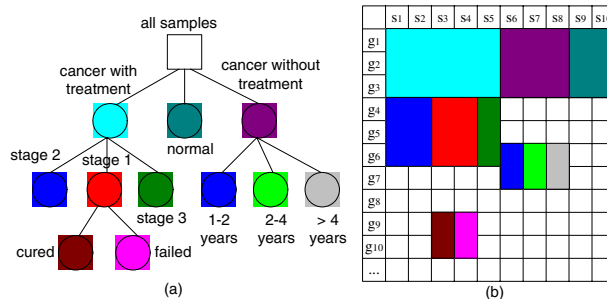 all samples
cancer with treatment
cancer without treatment
normal
stage 2
stage 1
stage 3
1-2 years
2-4 years
> 4 years
cured
failed
(a)
s1 s2 s3 s4 s5 s6 s7 s8 s9 s10
g1
g2
g3
g4
g5
g6
g7
g8
g9
g10
...
(b)